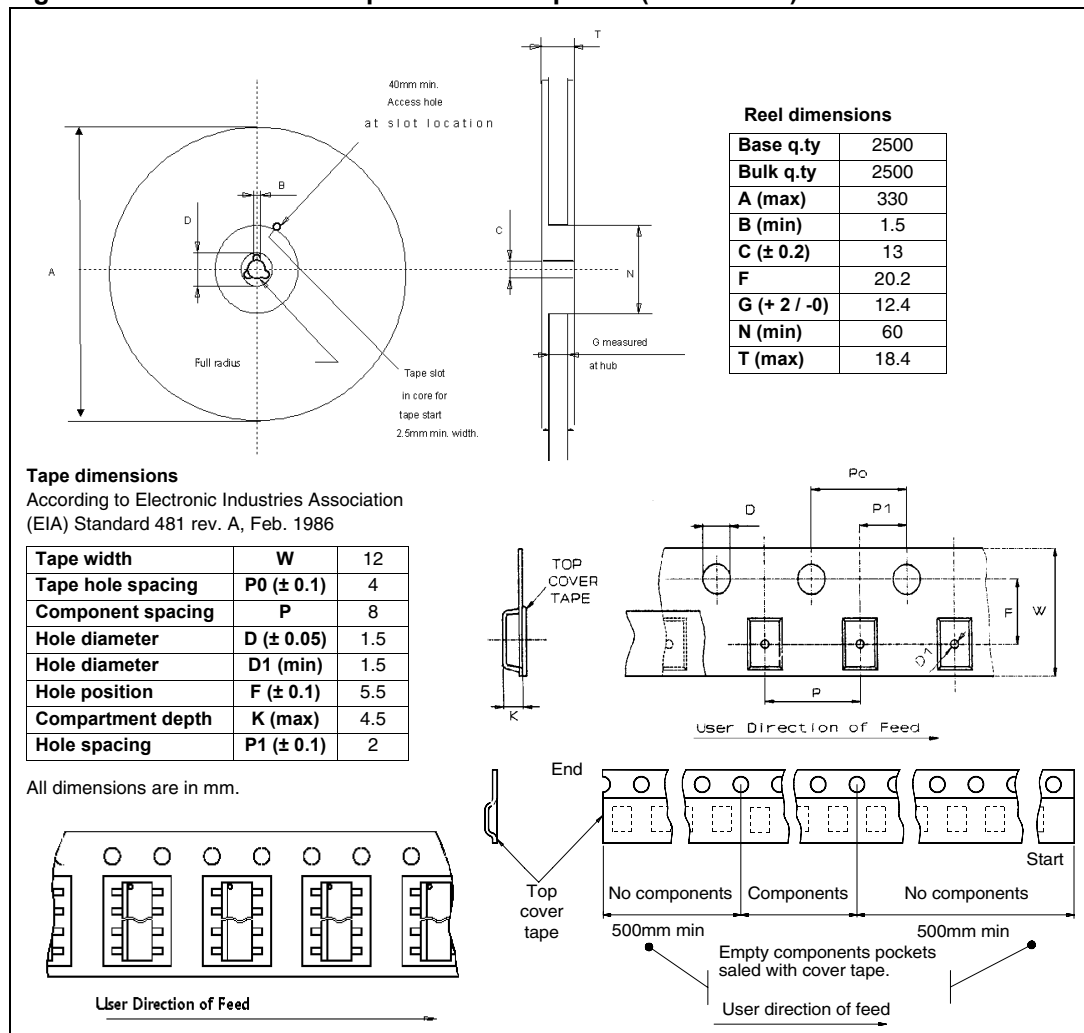 T
40mm min.
Access hole
at slot location
B
D
C
A
N
Full radius
G measured
at hub
Tape slot
in core for
tape start
2.5mm min. width.
Reel dimensions
Base q.ty 2500
Bulk q.ty 2500
A (max) 330
B (min) 1.5
C (± 0.2) 13
F 20.2
G (+ 2 / -0) 12.4
N (min) 60
T (max) 18.4
Tape dimensions
According to Electronic Industries Association
(EIA) Standard 481 rev. A, Feb. 1986
Tape width W 12
Tape hole spacing P0 (± 0.1) 4
Component spacing P 8
Hole diameter D (± 0.05) 1.5
Hole diameter D1 (min) 1.5
Hole position F (± 0.1) 5.5
Compartment depth K (max) 4.5
Hole spacing P1 (± 0.1) 2
All dimensions are in mm.
Po
D
P1
TOP
COVER
TAPE
F
W
D1
K
P
User Direction of Feed
End
Start
Top
cover
tape
No components
Components
No components
500mm min
500mm min
Empty components pockets
saled with cover tape.
User direction of feed
User Direction of Feed